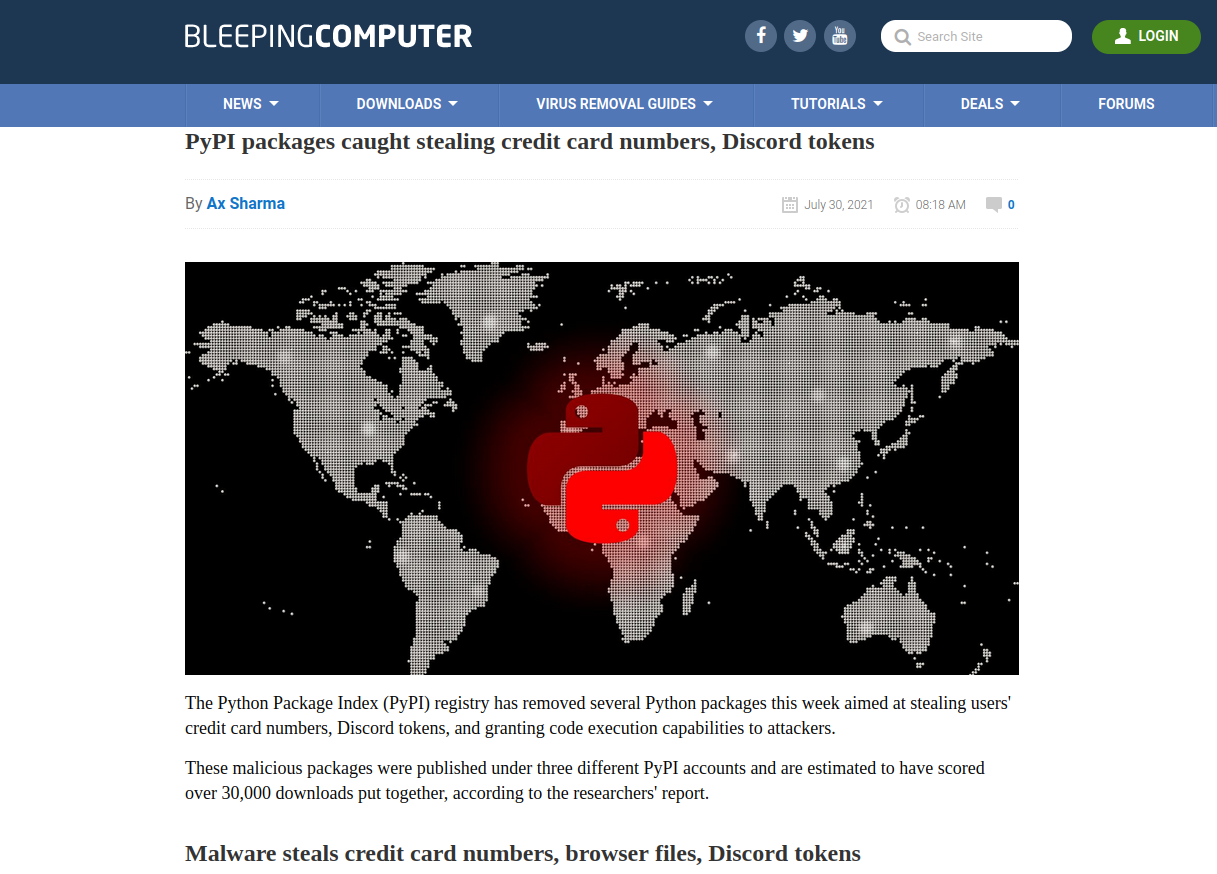 BLEEPINGCOMPUTER
You Tube
Search Site
LOGIN
NEWS DOWNLOADS VIRUS REMOVAL GUIDES TUTORIALS DEALS FORUMS
PyPI packages caught stealing credit card numbers, Discord tokens
By Ax Sharma
July 30, 2021 08:18 AM 0
The Python Package Index (PyPI) registry has removed several Python packages this week aimed at stealing users'
credit card numbers, Discord tokens, and granting code execution capabilities to attackers.
These malicious packages were published under three different PyPI accounts and are estimated to have scored
over 30,000 downloads put together, according to the researchers' report.
Malware steals credit card numbers, browser files, Discord tokens